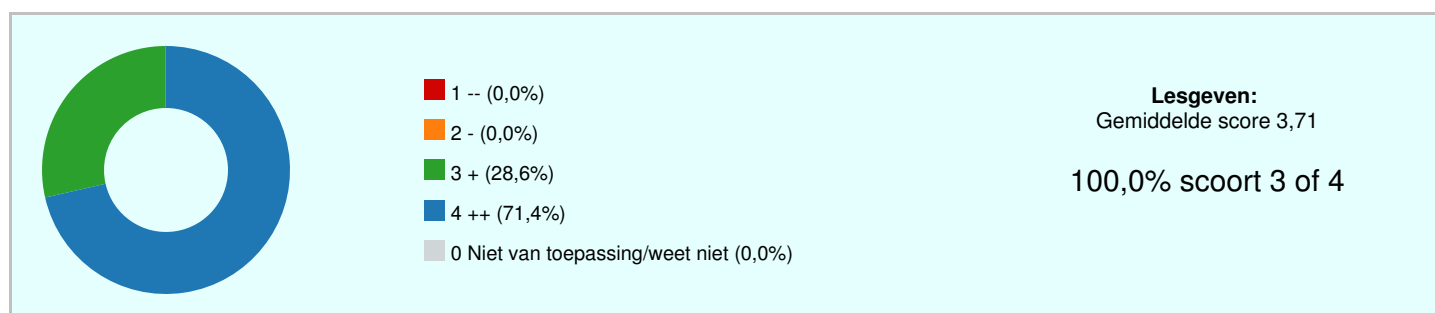 1 -- (0,0%)
2 - (0,0%)
3 + (28,6%)
4 ++ (71,4%)
0 Niet van toepassing/weet niet (0,0%)
Lesgeven:
Gemiddelde score 3,71
100,0% scoort 3 of 4